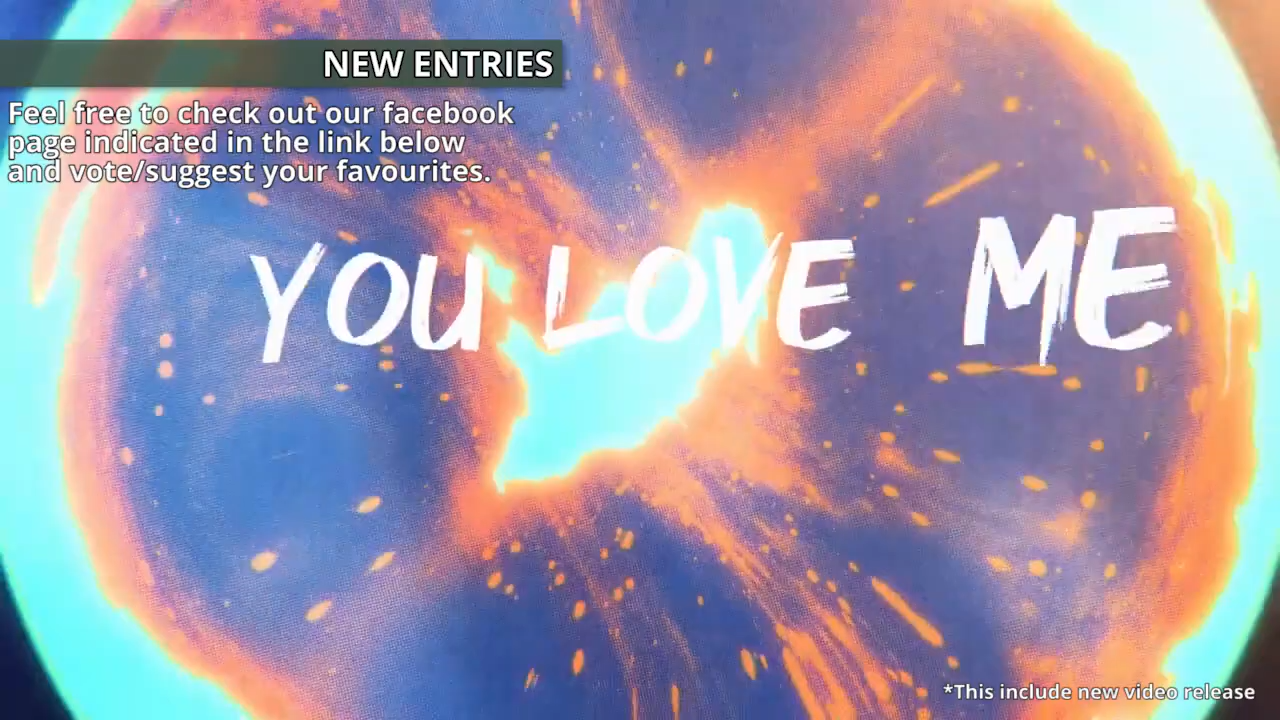 NEW ENTRIES
Feel free to check out our facebook
page indicated in the link below
and vote/suggest your favourites.
YOU LOVE ME
*This include new video release